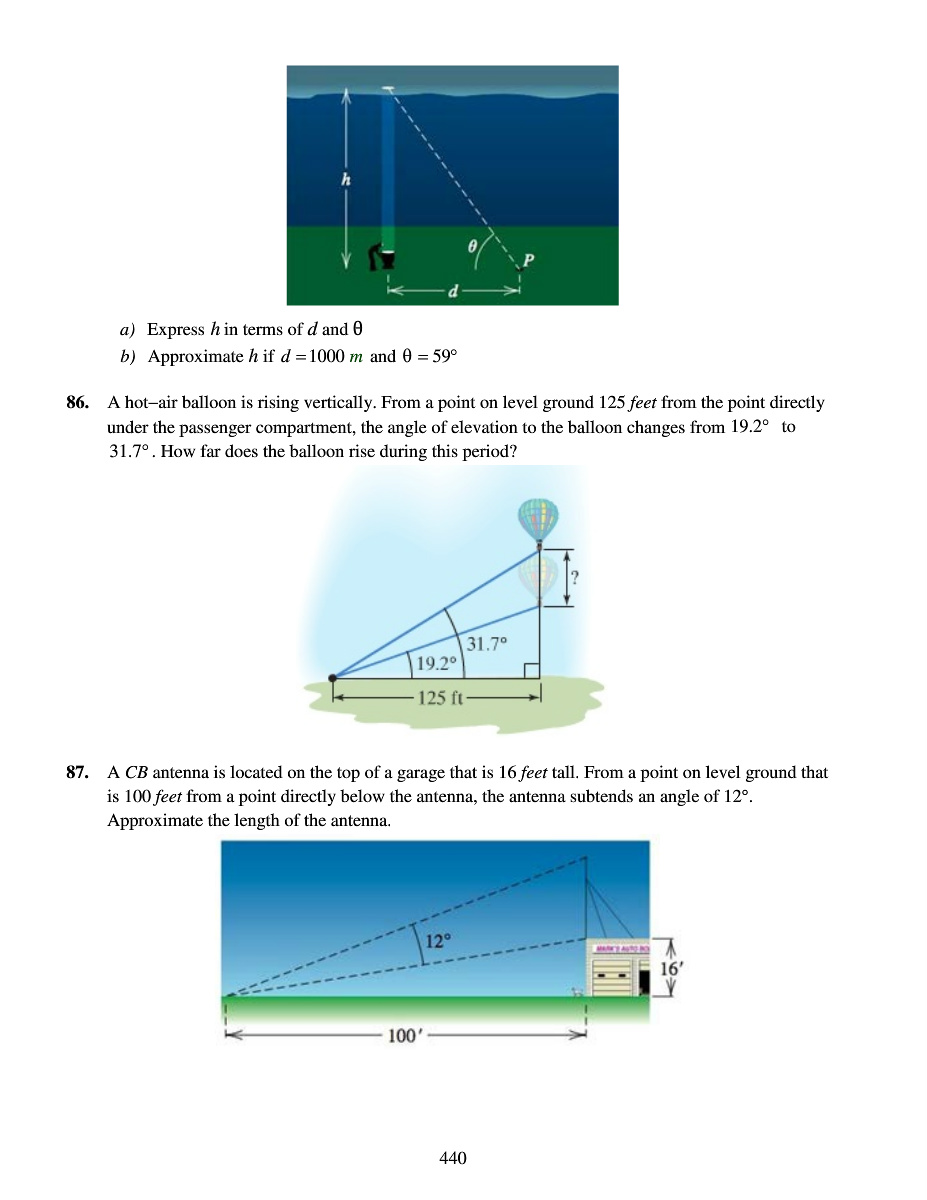 h
θ
P
d
a) Express h in terms of d and θ
b) Approximate h if d = 1000 m and θ = 59°
86. A hot–air balloon is rising vertically. From a point on level ground 125 feet from the point directly
under the passenger compartment, the angle of elevation to the balloon changes from 19.2° to
31.7°. How far does the balloon rise during this period?
?
31.7°
19.2°
125 ft
87. A CB antenna is located on the top of a garage that is 16 feet tall. From a point on level ground that
is 100 feet from a point directly below the antenna, the antenna subtends an angle of 12°.
Approximate the length of the antenna.
12°
MARK'S AUTO BO
16′
100′
440